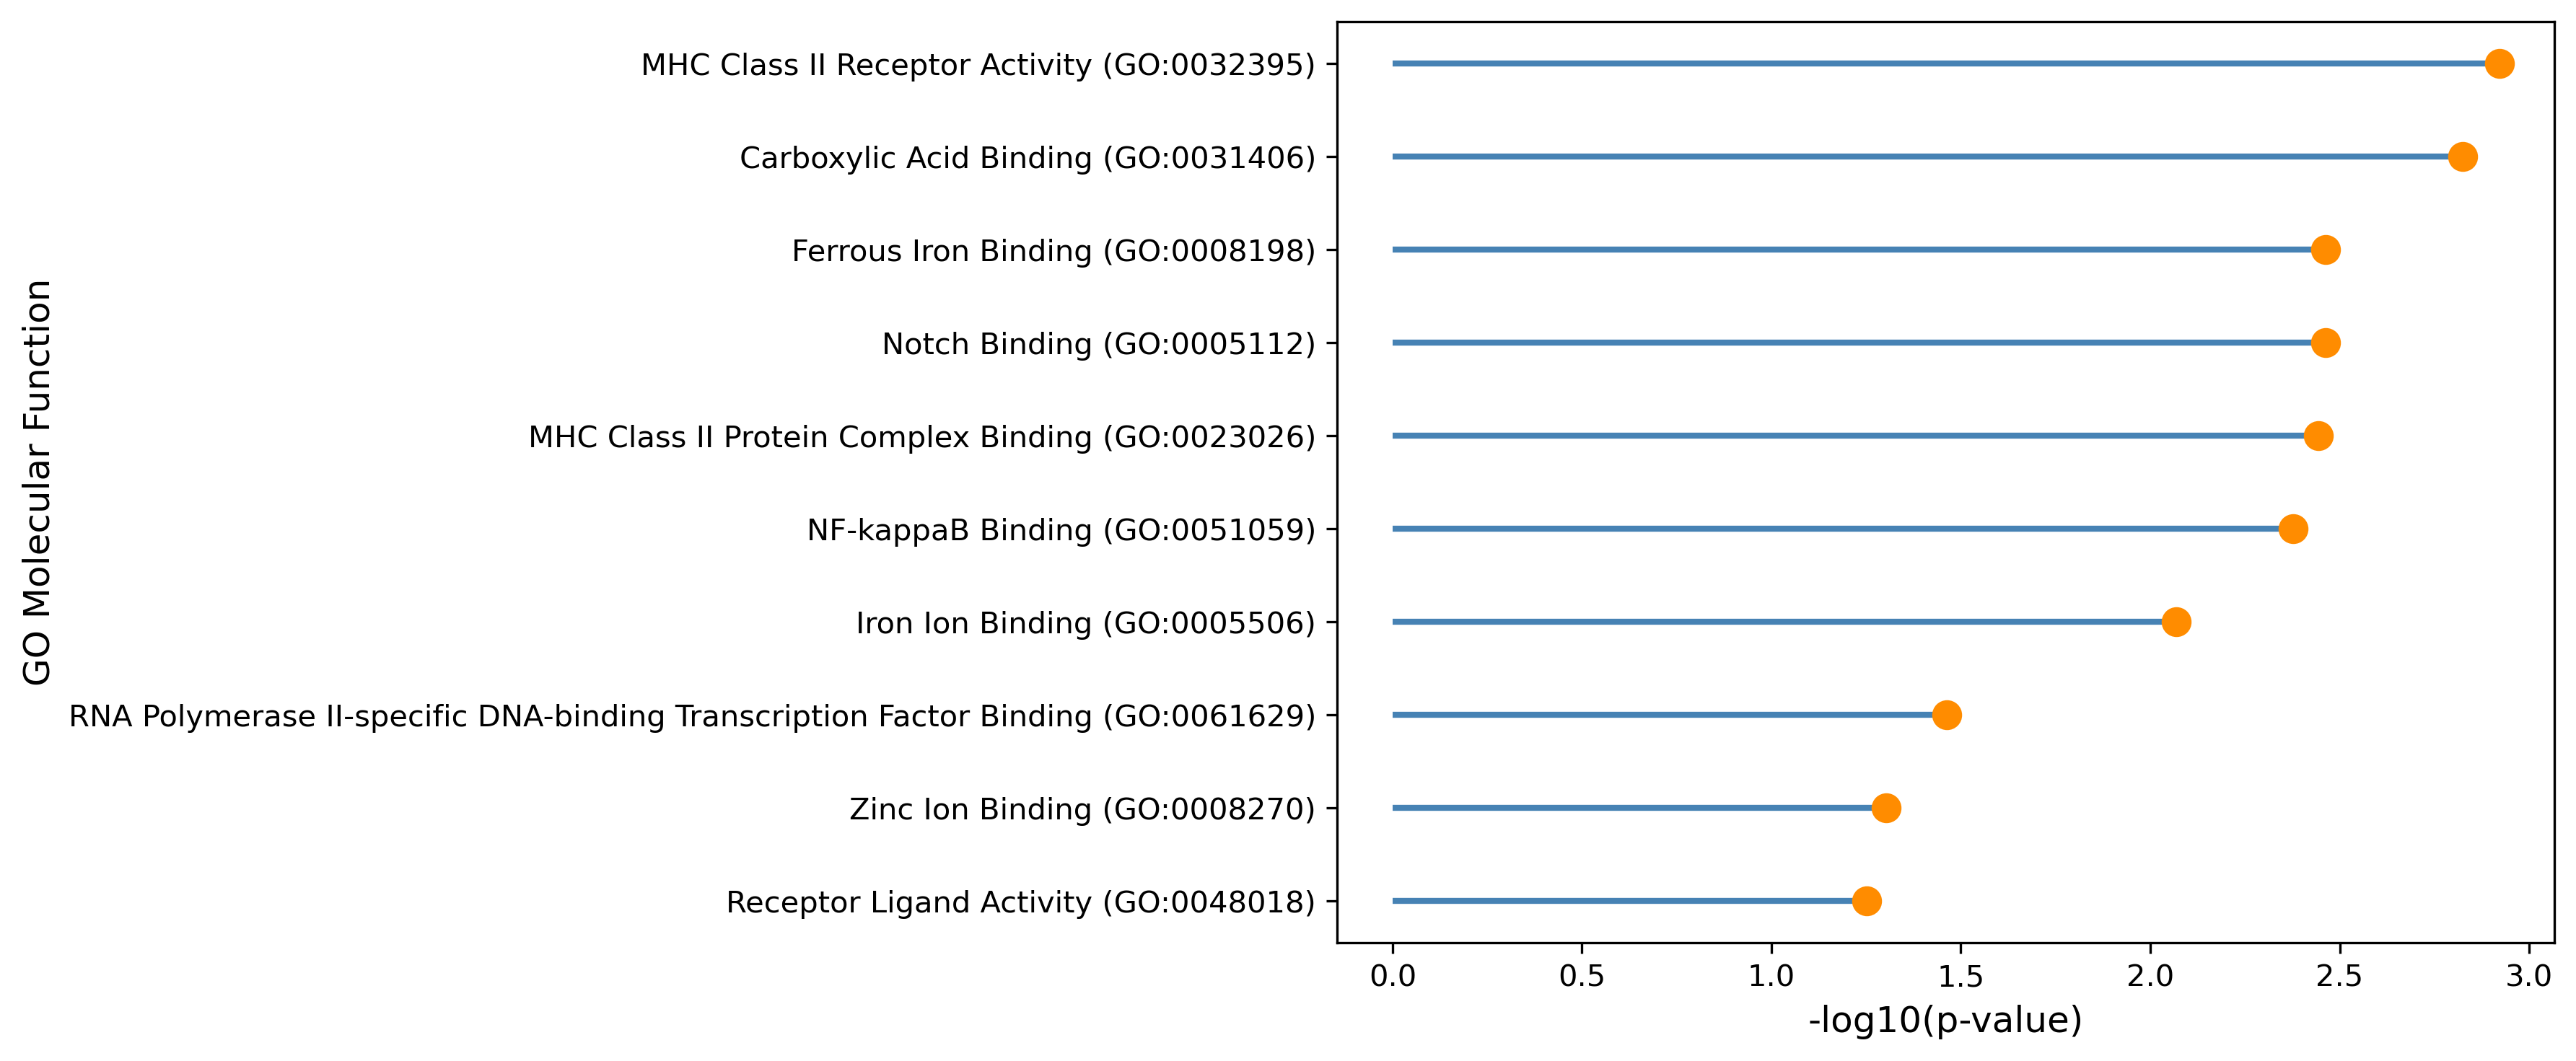 GO Molecular Function
MHC Class II Receptor Activity (GO:0032395)
Carboxylic Acid Binding (GO:0031406)
Ferrous Iron Binding (GO:0008198)
Notch Binding (GO:0005112)
MHC Class II Protein Complex Binding (GO:0023026)
NF-kappaB Binding (GO:0051059)
Iron Ion Binding (GO:0005506)
RNA Polymerase II-specific DNA-binding Transcription Factor Binding (GO:0061629)
Zinc Ion Binding (GO:0008270)
Receptor Ligand Activity (GO:0048018)
0.0 0.5 1.0 1.5 2.0 2.5 3.0
-log10(p-value)